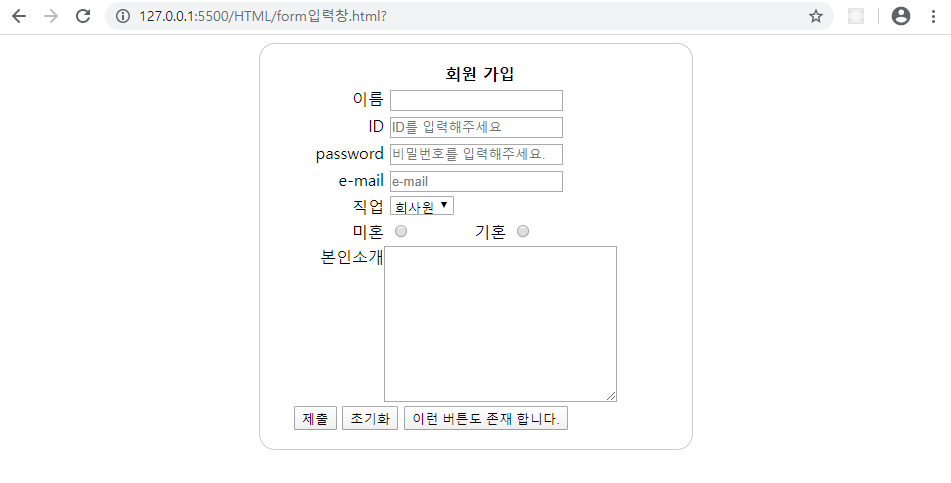 127.0.0.1:5500/HTML/form입력창.html?
회원 가입
이름
ID ID를 입력해주세요
password 비밀번호를 입력해주세요.
e-mail e-mail
직업 회사원
미혼 기혼
본인소개
제출 초기화 이런 버튼도 존재 합니다.